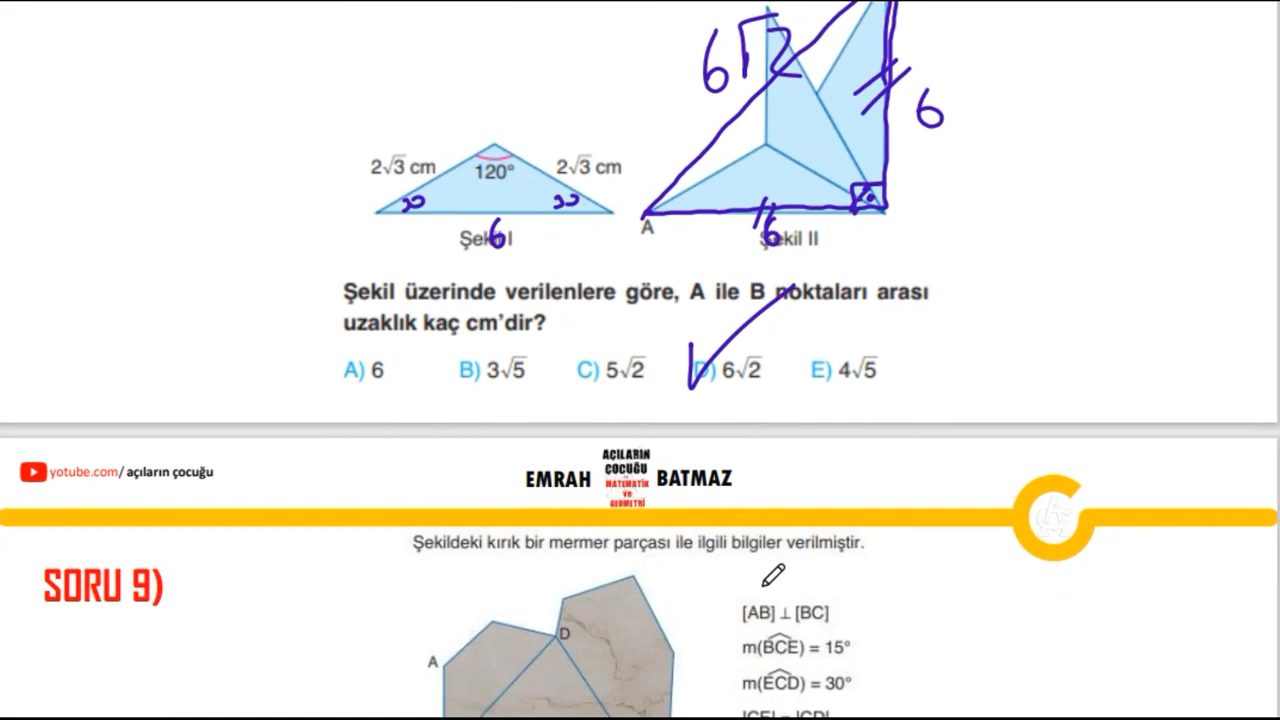 6√2
6
2√3 cm
120°
2√3 cm
30
30
6
6
A
Şekil I
Şekil II
Şekil üzerinde verilenlere göre, A ile B noktaları arası
uzaklık kaç cm'dir?
A) 6 B) 3√5 C) 5√2 D) 6√2 E) 4√5
yotube.com/ açıların çocuğu
EMRAH
AÇILARIN
ÇOCUĞU
MATEMATİK
ve
GEOMETRİ
BATMAZ
SORU 9)
Şekildeki kırık bir mermer parçası ile ilgili bilgiler verilmiştir.
A
D
[AB] ⊥ [BC]
m(BCE) = 15°
m(ECD) = 30°